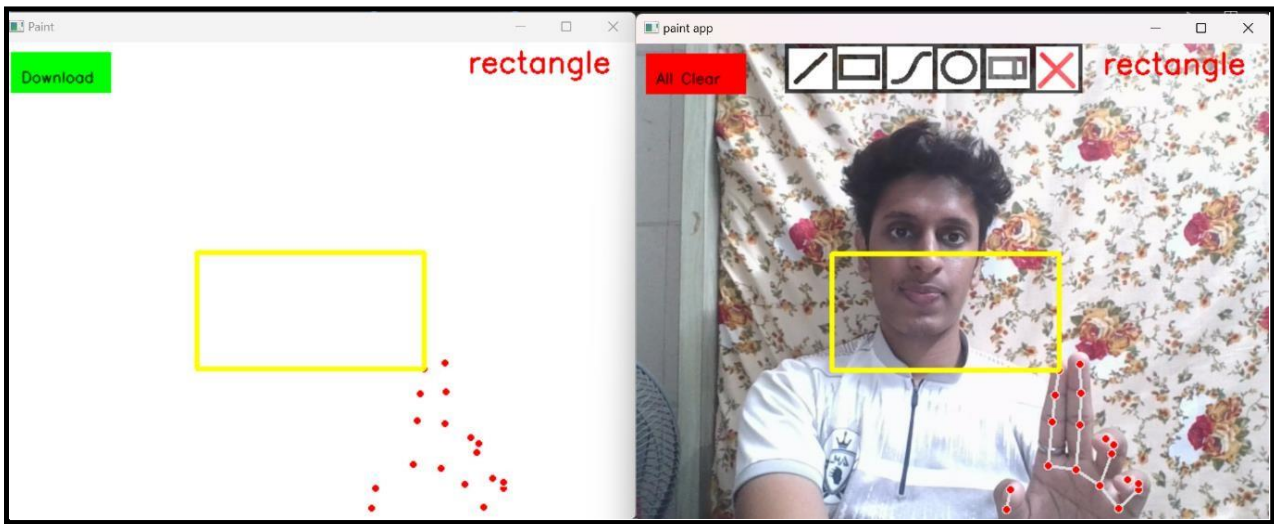 Paint
Download
rectangle
paint app
All Clear
rectangle